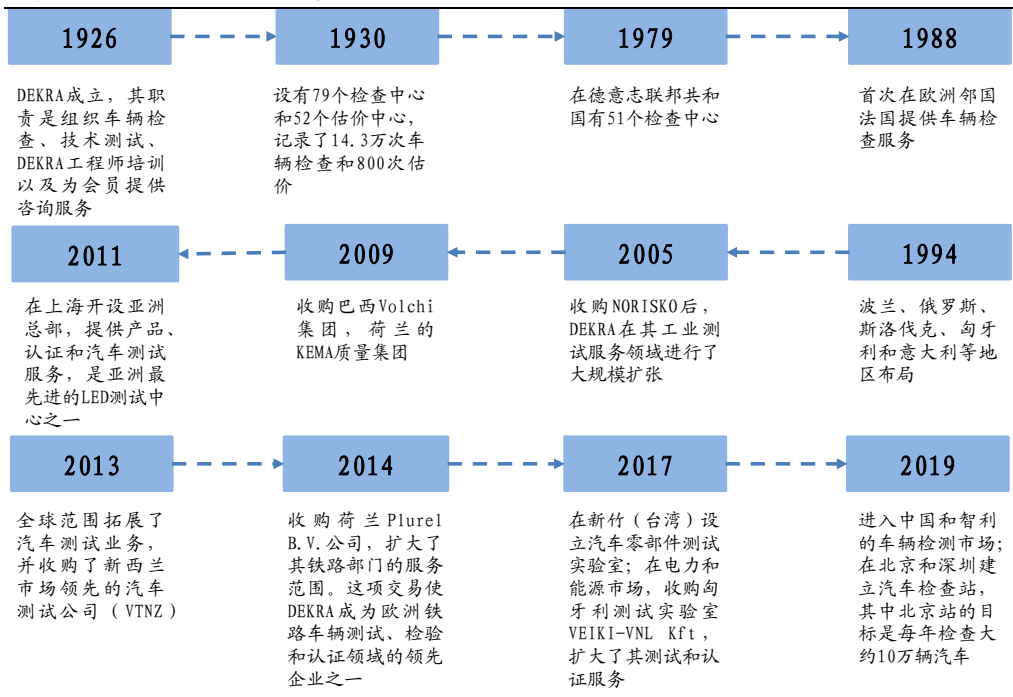 1926
DEKRA成立，其职
责是组织车辆检
查、技术测试、
DEKRA工程师培训
以及为会员提供
咨询服务
1930
设有79个检查中心
和52个估价中心，
记录了14.3万次车
辆检查和800次估
价
1979
在德意志联邦共和
国有51个检查中心
1988
首次在欧洲邻国
法国提供车辆检
查服务
2011
在上海开设亚洲
总部，提供产品、
认证和汽车测试
服务，是亚洲最
先进的LED测试中
心之一
2009
收购巴西Volchi
集团，荷兰的
KEMA质量集团
2005
收购NORISKO后，
DEKRA在其工业测
试服务领域进行了
大规模扩张
1994
波兰、俄罗斯、
斯洛伐克、匈牙
利和意大利等地
区布局
2013
全球范围拓展了
汽车测试业务，
并收购了新西兰
市场领先的汽车
测试公司（VTNZ）
2014
收购荷兰Plurel
B.V.公司，扩大了
其铁路部门的服务
范围。这项交易使
DEKRA成为欧洲铁
路车辆测试、检验
和认证领域的领先
企业之一
2017
在新竹（台湾）设
立汽车零部件测试
实验室；在电力和
能源市场，收购匈
牙利测试实验室
VEIKI-VNL Kft，
扩大了其测试和认
证服务
2019
进入中国和智利
的车辆检测市场；
在北京和深圳建
立汽车检查站，
其中北京站的目
标是每年检查大
约10万辆汽车